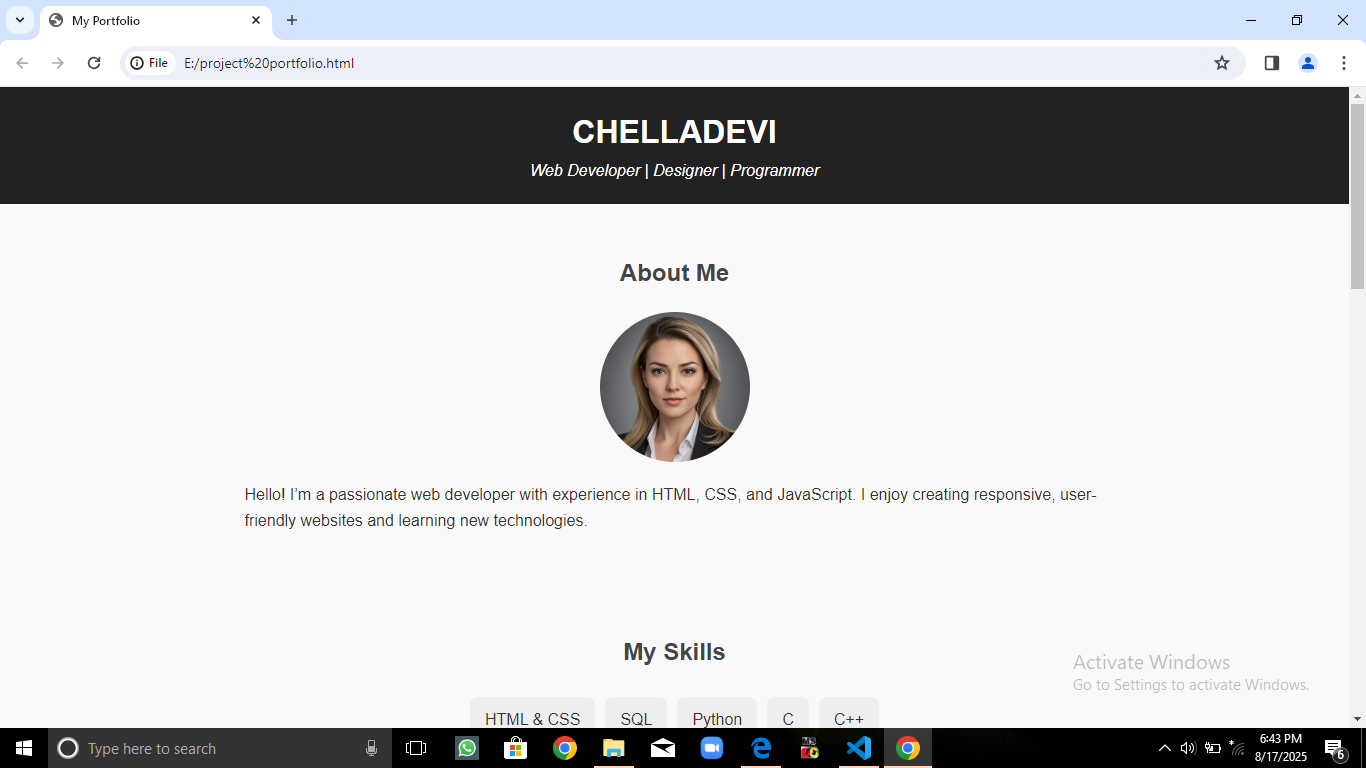 My Portfolio
File E:/project%20portfolio.html
CHELLADEVI
Web Developer | Designer | Programmer
About Me
Hello! I’m a passionate web developer with experience in HTML, CSS, and JavaScript. I enjoy creating responsive, user-
friendly websites and learning new technologies.
My Skills
HTML & CSS SQL Python C C++
Activate Windows
Go to Settings to activate Windows.
Type here to search
6:43 PM
8/17/2025
6